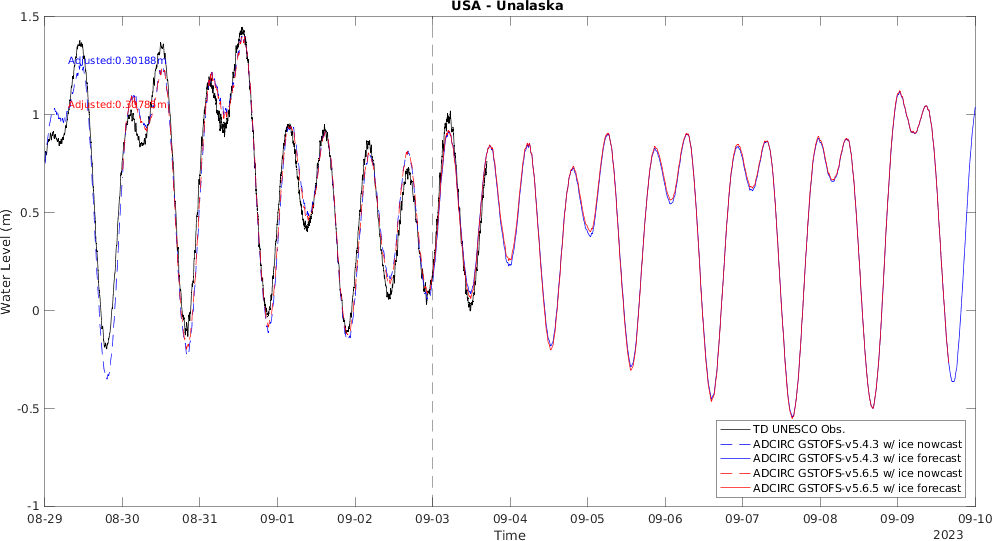 USA - Unalaska
1.5
1
0.5
0
-0.5
-1
Water Level (m)
Adjusted:0.30188m
TD UNESCO Obs.
ADCIRC GSTOFS-v5.4.3 w/ ice nowcast
ADCIRC GSTOFS-v5.4.3 w/ ice forecast
ADCIRC GSTOFS-v5.6.5 w/ ice nowcast
ADCIRC GSTOFS-v5.6.5 w/ ice forecast
08-29 08-30 08-31 09-01 09-02 09-03 09-04 09-05 09-06 09-07 09-08 09-09 09-10
Time
2023